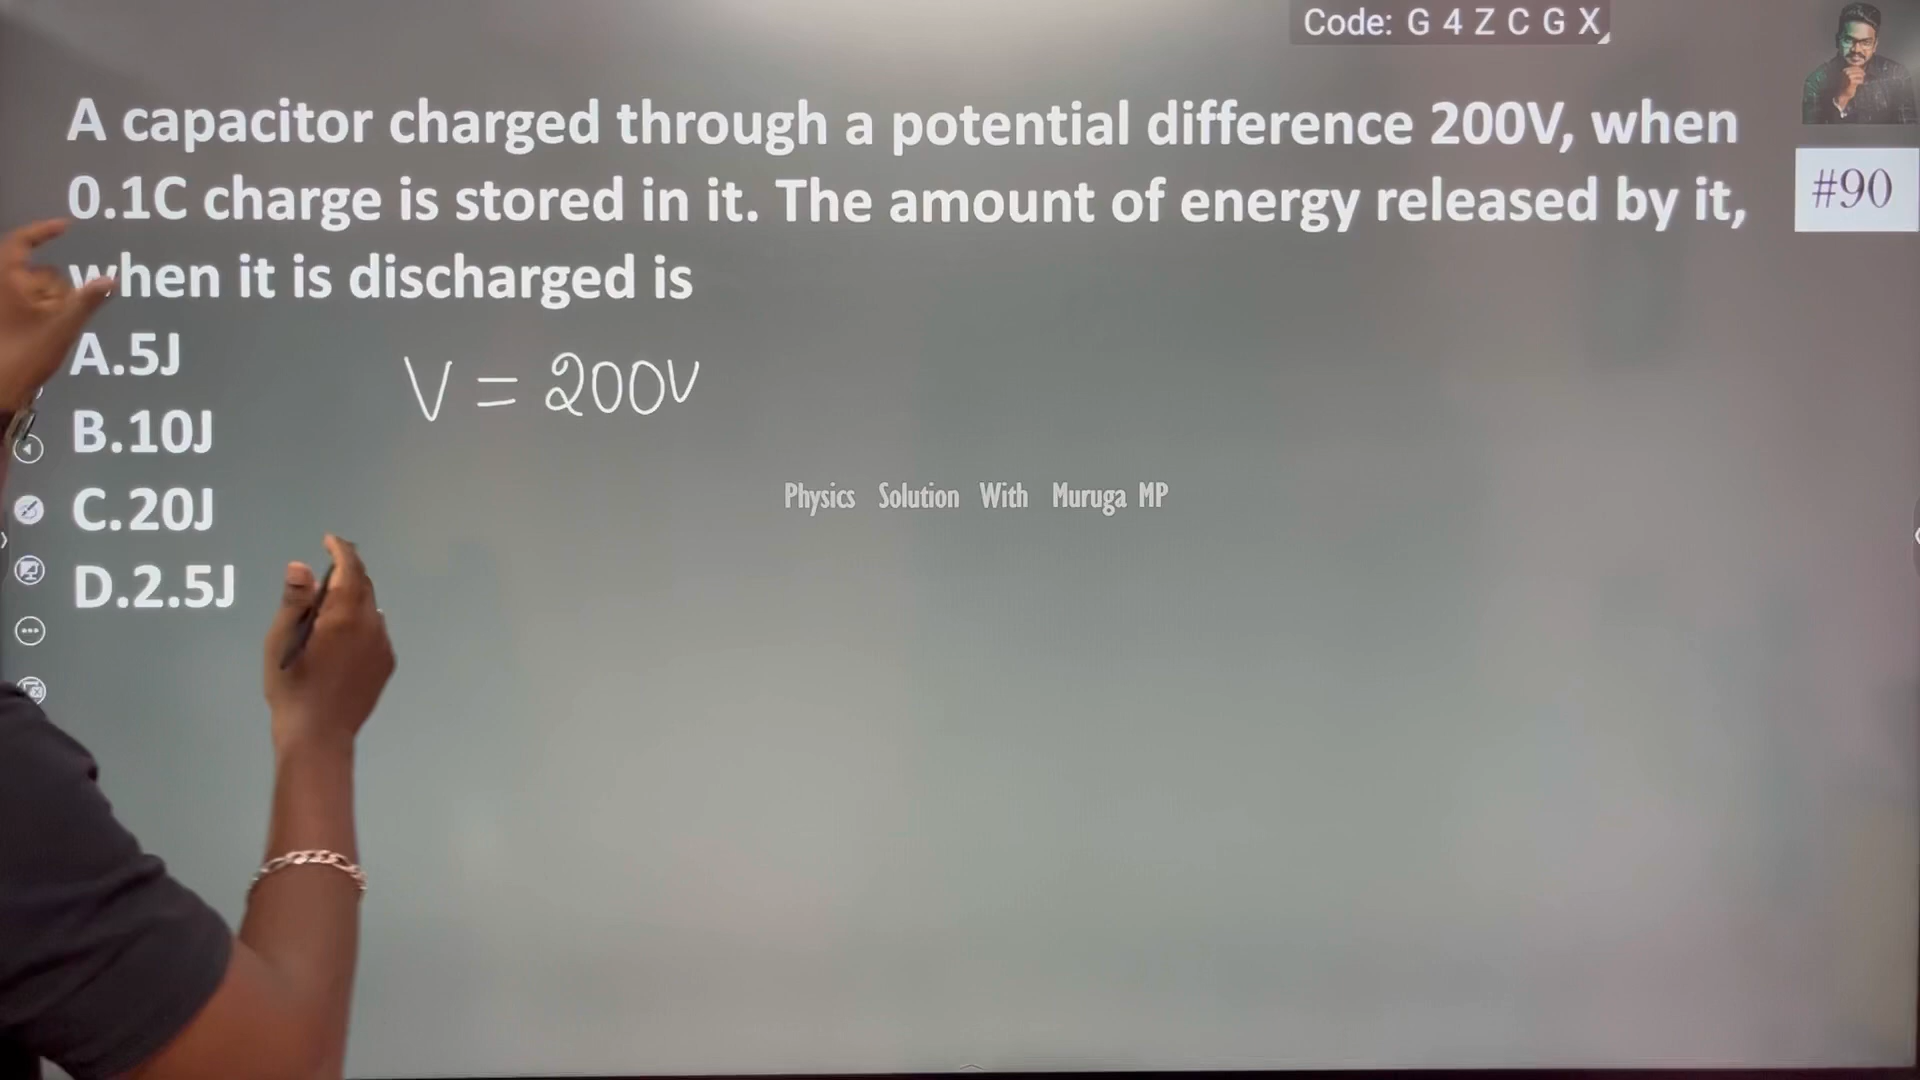 Code: G 4 Z C G X
A capacitor charged through a potential difference 200V, when
0.1C charge is stored in it. The amount of energy released by it,
when it is discharged is
#90
A.5J
B.10J
C.20J
D.2.5J
V = 200V
Physics Solution With Muruga MP